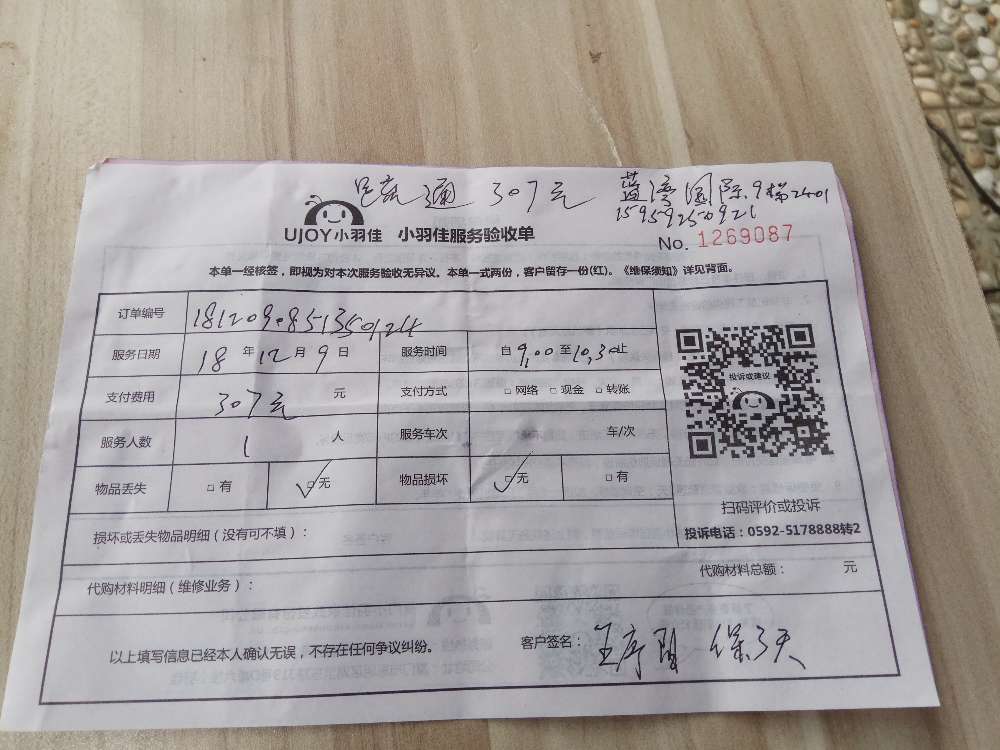 通 307元 蓝湾国际9梯2401
15959250921
UJOY小羽佳 小羽佳服务验收单
No. 1269087
本单一经核签，即视为对本次服务验收无异议。本单一式两份，客户留存一份(红)。《维保须知》详见背面。
订单编号
服务日期 18 年 12 月 9 日 服务时间 自 9:00 至 10:30 止
投诉或建议
支付费用 307元 元 支付方式 □网络 □现金 □转账
服务人数 1 人 服务车次 车/次
物品丢失 □有 □无 物品损坏 □无 □有
扫码评价或投诉
损坏或丢失物品明细（没有可不填）：
投诉电话：0592-5178888转2
代购材料明细（维修业务）：
代购材料总额： 元
以上填写信息已经本人确认无误，不存在任何争议纠纷。
客户签名：